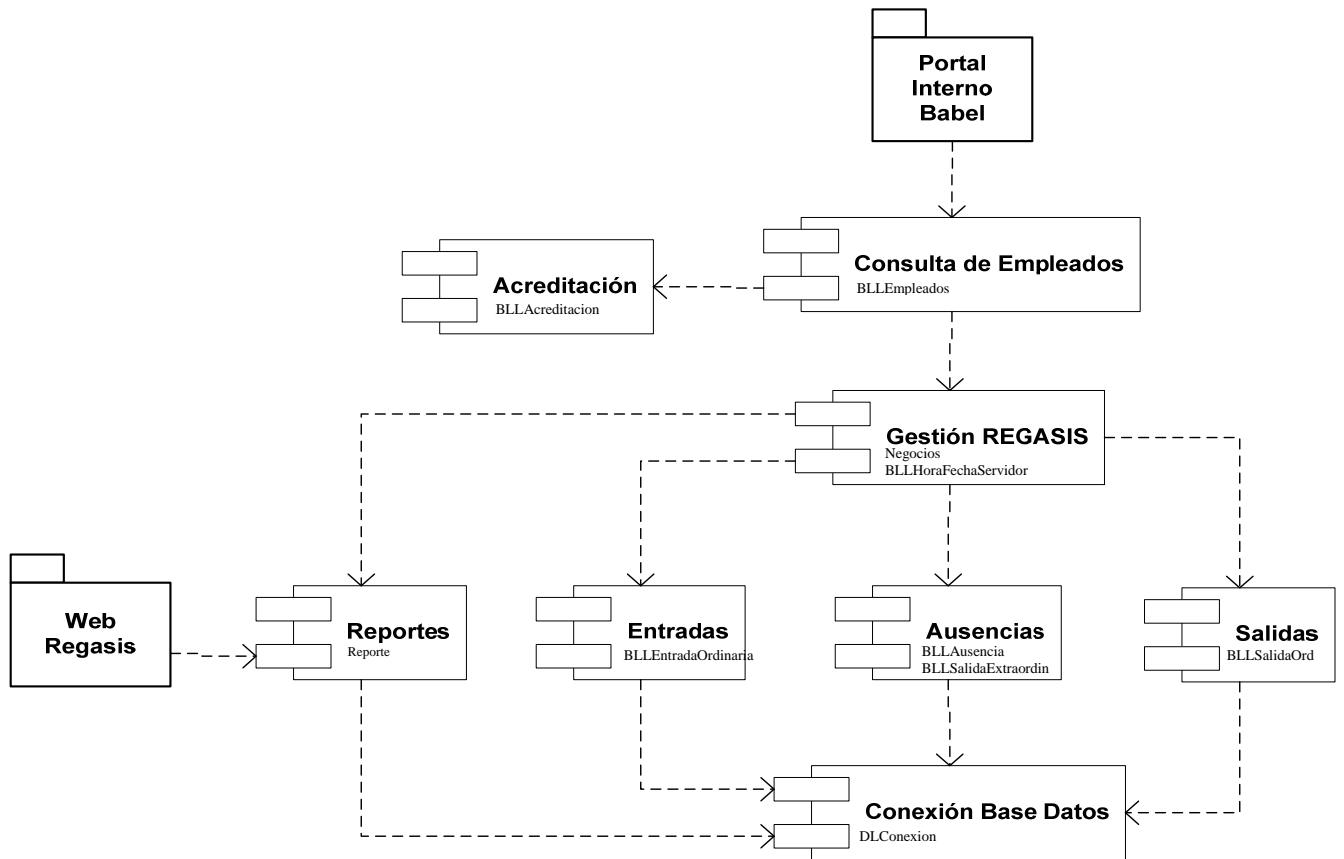 Portal
Interno
Babel
Consulta de Empleados
BLLEmpleados
Acreditación
BLLAcreditacion
Gestión REGASIS
Negocios
BLLHoraFechaServidor
Web
Regasis
Reportes
Reporte
Entradas
BLLEntradaOrdinaria
Ausencias
BLLAusencia
BLLSalidaExtraordin
Salidas
BLLSalidaOrd
Conexión Base Datos
DLConexion